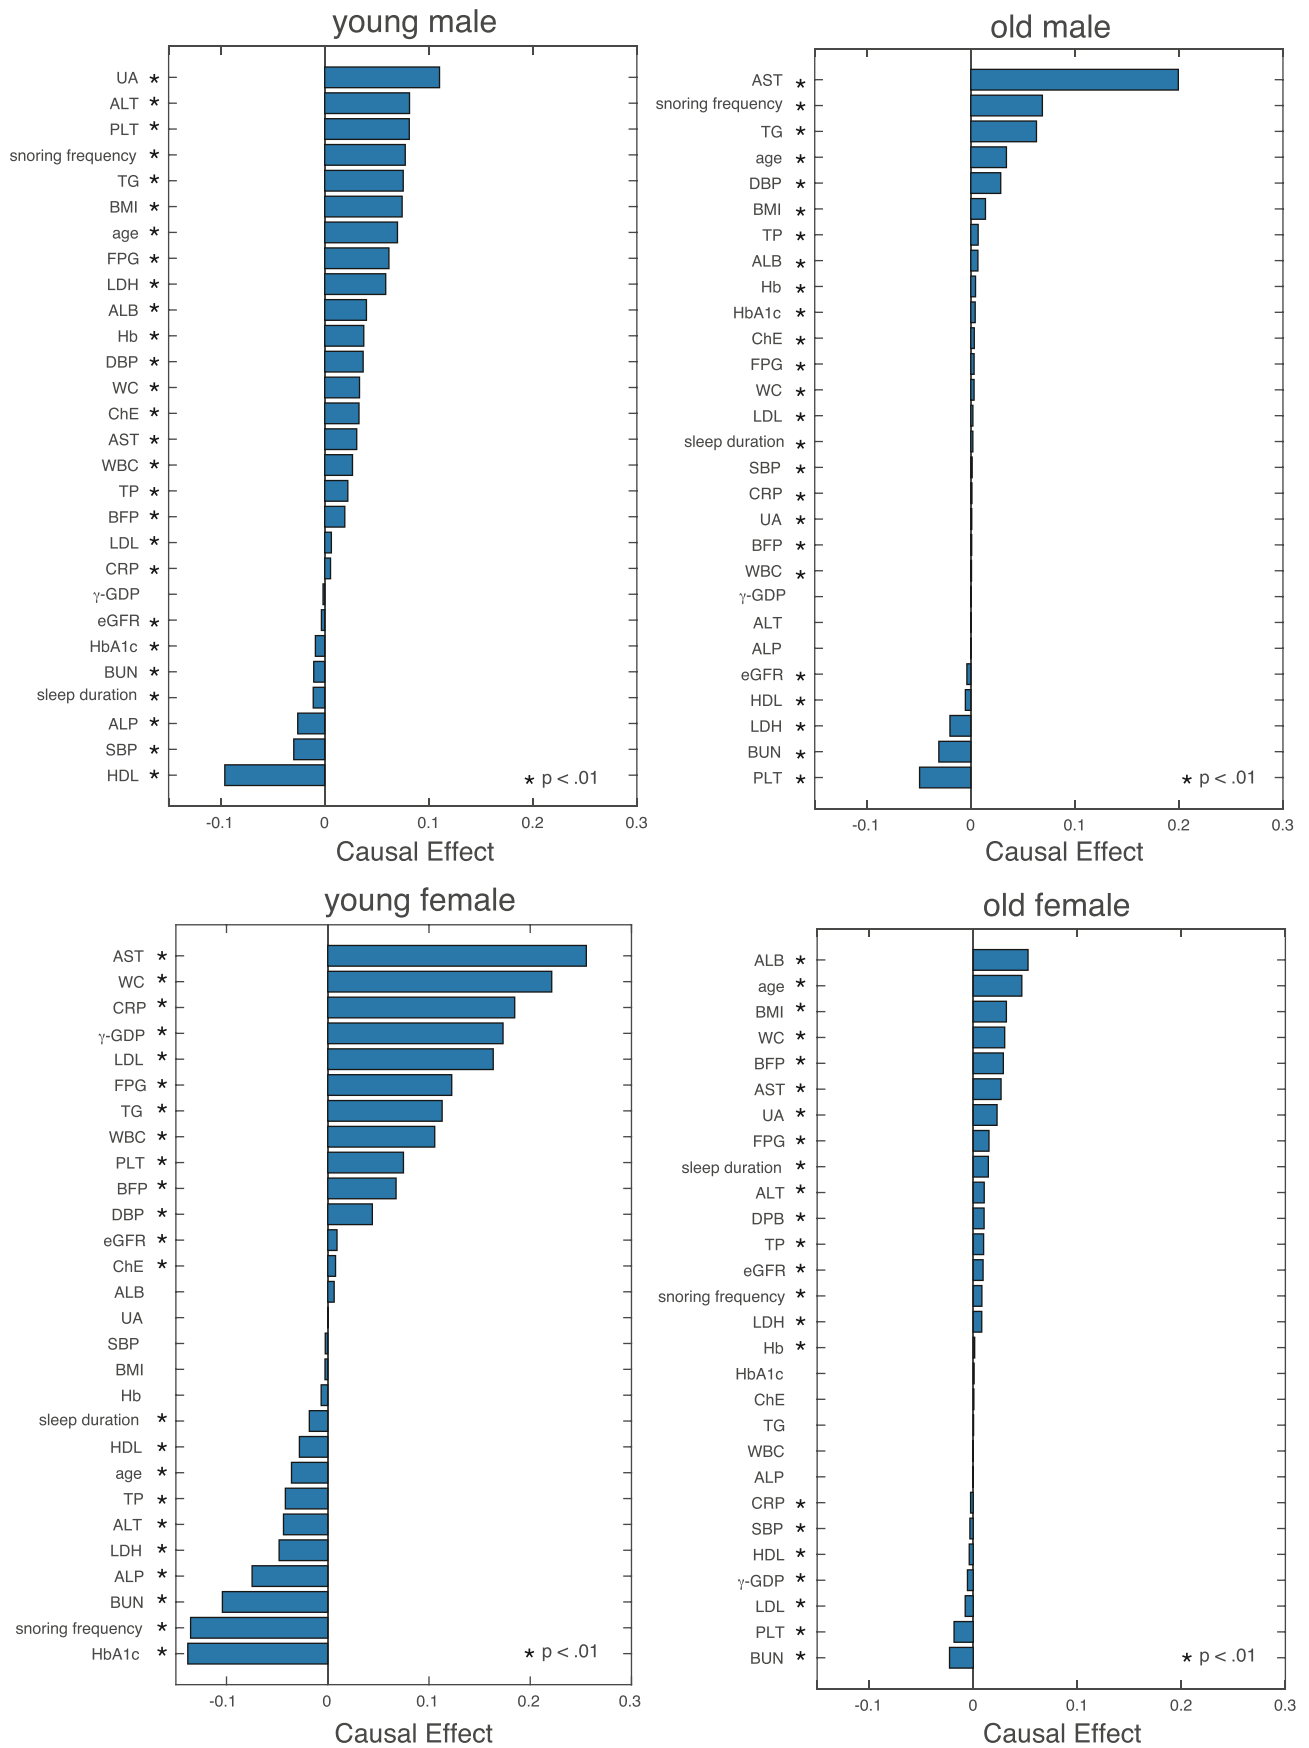 young male
UA *
ALT *
PLT *
snoring frequency *
TG *
BMI *
age *
FPG *
LDH *
ALB *
Hb *
DBP *
WC *
ChE *
AST *
WBC *
TP *
BFP *
LDL *
CRP *
γ-GDP
eGFR *
HbA1c *
BUN *
sleep duration *
ALP *
SBP *
HDL *
* p < .01
-0.1 0 0.1 0.2 0.3
Causal Effect
old male
AST *
snoring frequency *
TG *
age *
DBP *
BMI *
TP *
ALB *
Hb *
HbA1c *
ChE *
FPG *
WC *
LDL *
sleep duration *
SBP *
CRP *
UA *
BFP *
WBC *
γ-GDP
ALT
ALP
eGFR *
HDL *
LDH *
BUN *
PLT *
* p < .01
-0.1 0 0.1 0.2 0.3
Causal Effect
young female
AST *
WC *
CRP *
γ-GDP *
LDL *
FPG *
TG *
WBC *
PLT *
BFP *
DBP *
eGFR *
ChE *
ALB
UA
SBP
BMI
Hb
sleep duration *
HDL *
age *
TP *
ALT *
LDH *
ALP *
BUN *
snoring frequency *
HbA1c *
* p < .01
-0.1 0 0.1 0.2 0.3
Causal Effect
old female
ALB *
age *
BMI *
WC *
BFP *
AST *
UA *
FPG *
sleep duration *
ALT *
DPB *
TP *
eGFR *
snoring frequency *
LDH *
Hb *
HbA1c
ChE
TG
WBC
ALP
CRP *
SBP *
HDL *
γ-GDP *
LDL *
PLT *
BUN *
* p < .01
-0.1 0 0.1 0.2 0.3
Causal Effect